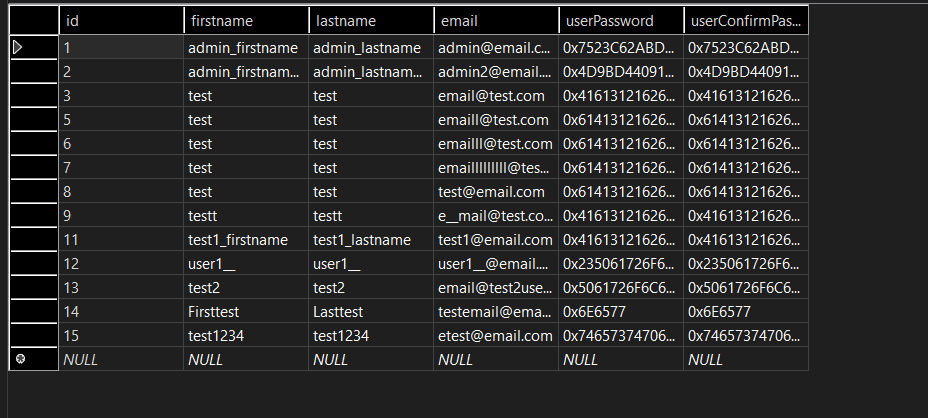 id firstname lastname email userPassword userConfirmPas...
1 admin_firstname admin_lastname admin@email.c... 0x7523C62ABD... 0x7523C62ABD...
2 admin_firstnam... admin_lastnam... admin2@email.... 0x4D9BD44091... 0x4D9BD44091...
3 test test email@test.com 0x41613121626... 0x41613121626...
5 test test emaill@test.com 0x61413121626... 0x61413121626...
6 test test emailll@test.com 0x61413121626... 0x61413121626...
7 test test emailllllllll@tes... 0x61413121626... 0x61413121626...
8 test test test@email.com 0x61413121626... 0x61413121626...
9 testt testt e__mail@test.co... 0x41613121626... 0x41613121626...
11 test1_firstname test1_lastname test1@email.com 0x41613121626... 0x41613121626...
12 user1__ user1__ user1__@email.... 0x235061726F6... 0x235061726F6...
13 test2 test2 email@test2use... 0x5061726F6C6... 0x5061726F6C6...
14 Firsttest Lasttest testemail@ema... 0x6E6577 0x6E6577
15 test1234 test1234 etest@email.com 0x74657374706... 0x74657374706...
NULL NULL NULL NULL NULL NULL